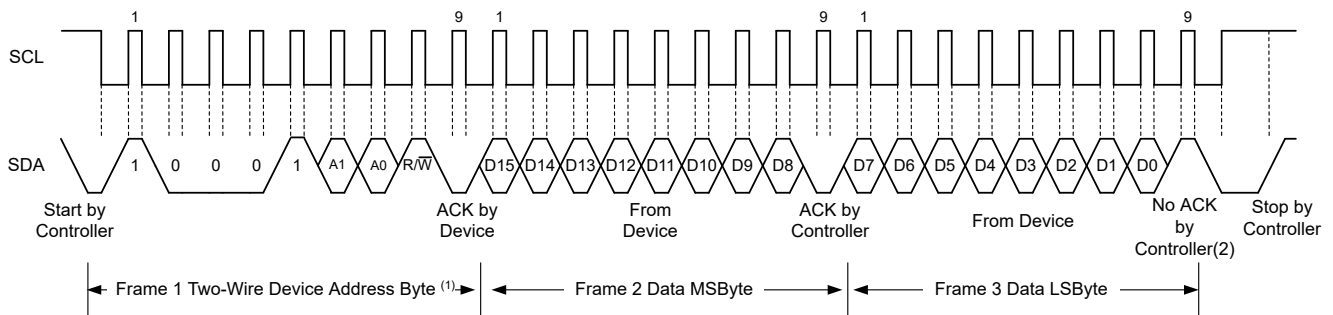 1 9 1 9 1 9
SCL
SDA 1 0 0 0 1 A1 A0 R/W̅ D15 D14 D13 D12 D11 D10 D9 D8 D7 D6 D5 D4 D3 D2 D1 D0
Start by
Controller
ACK by
Device
From
Device
ACK by
Controller
From Device
No ACK
by
Controller(2)
Stop by
Controller
Frame 1 Two-Wire Device Address Byte (1)
Frame 2 Data MSByte
Frame 3 Data LSByte